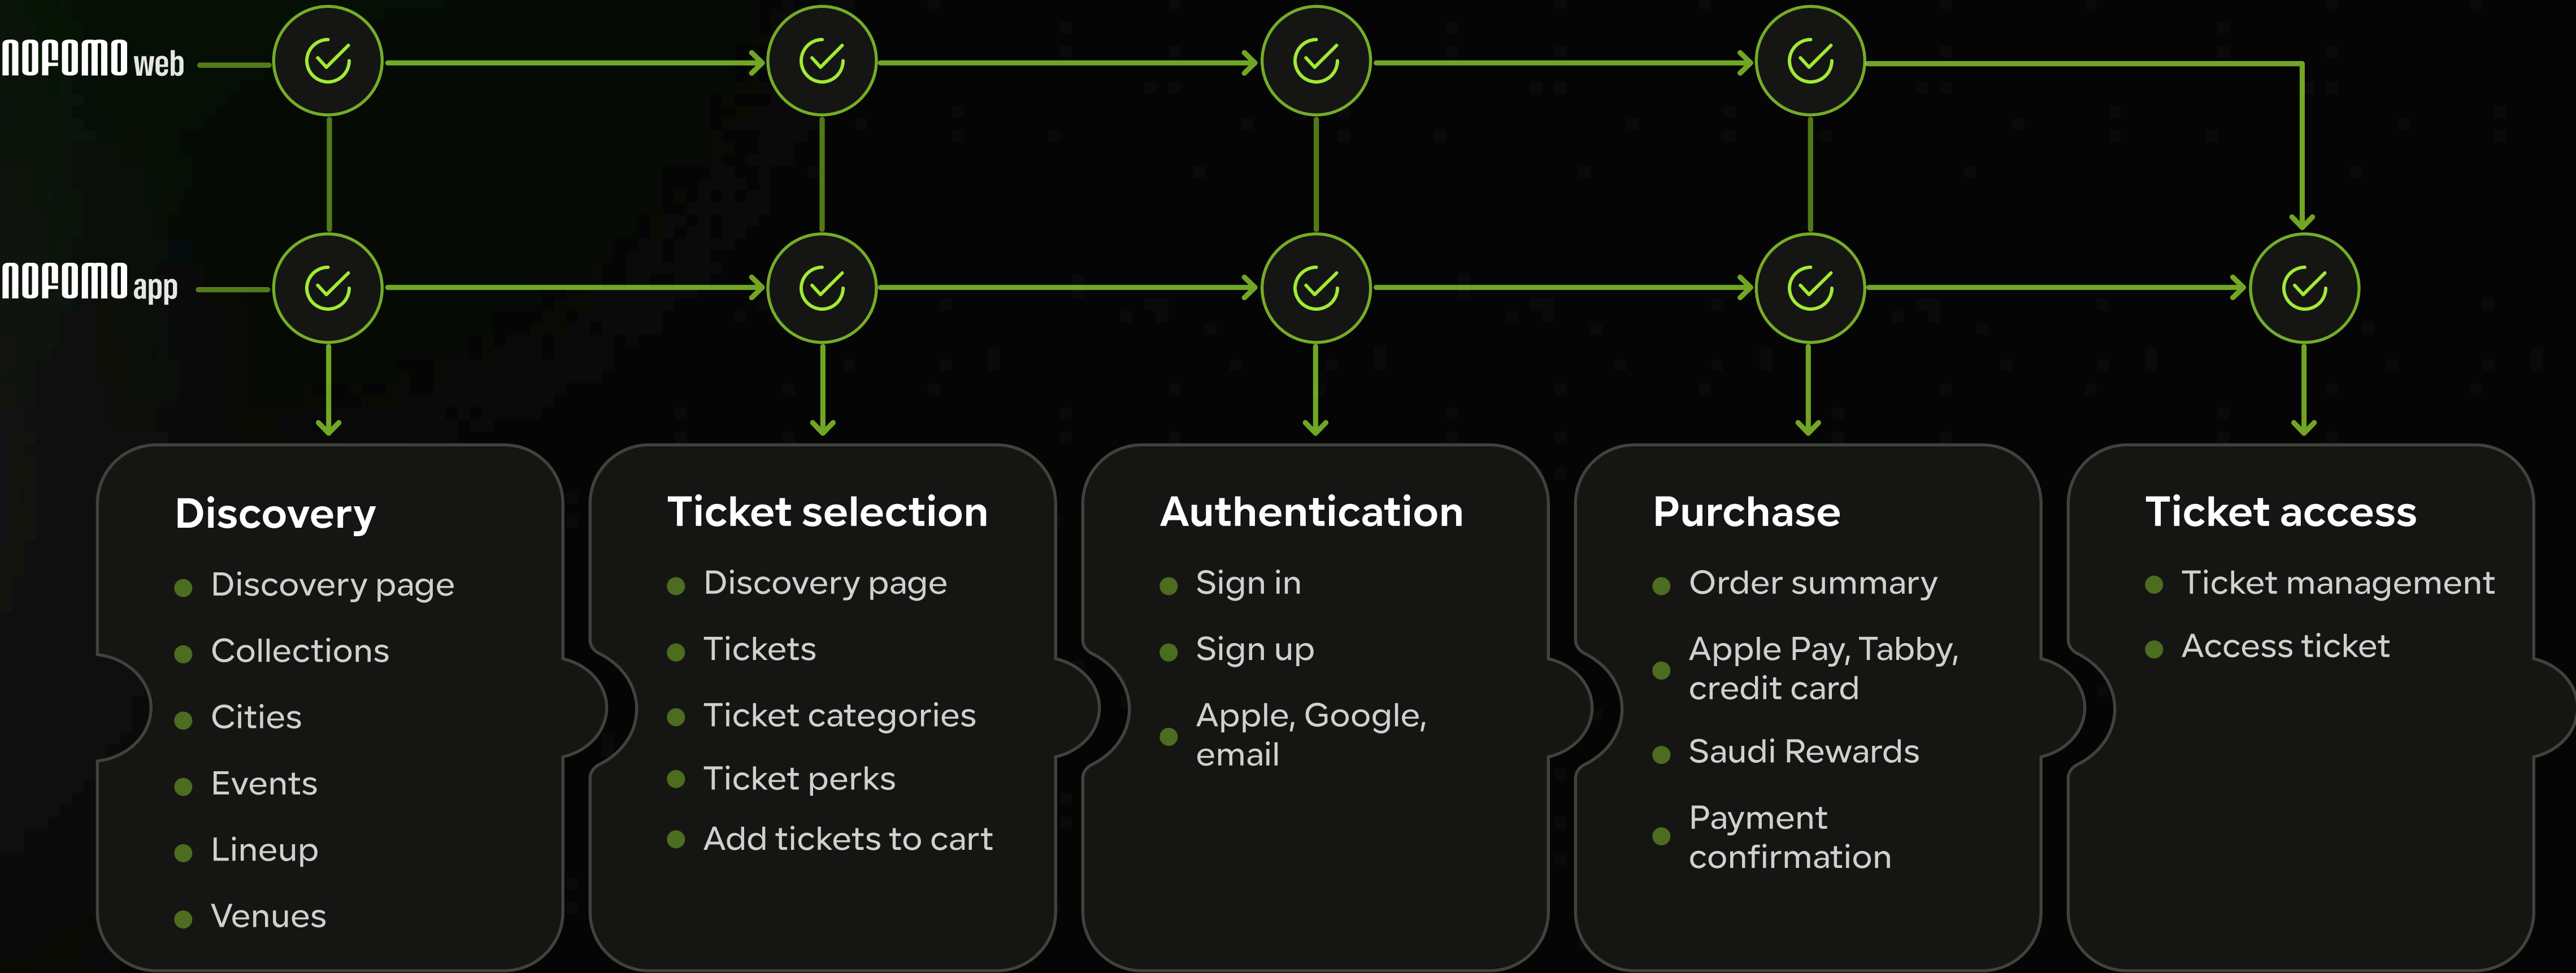 NOFOMO web
NOFOMO app
Discovery
Discovery page
Collections
Cities
Events
Lineup
Venues
Ticket selection
Discovery page
Tickets
Ticket categories
Ticket perks
Add tickets to cart
Authentication
Sign in
Sign up
Apple, Google,
email
Purchase
Order summary
Apple Pay, Tabby,
credit card
Saudi Rewards
Payment
confirmation
Ticket access
Ticket management
Access ticket